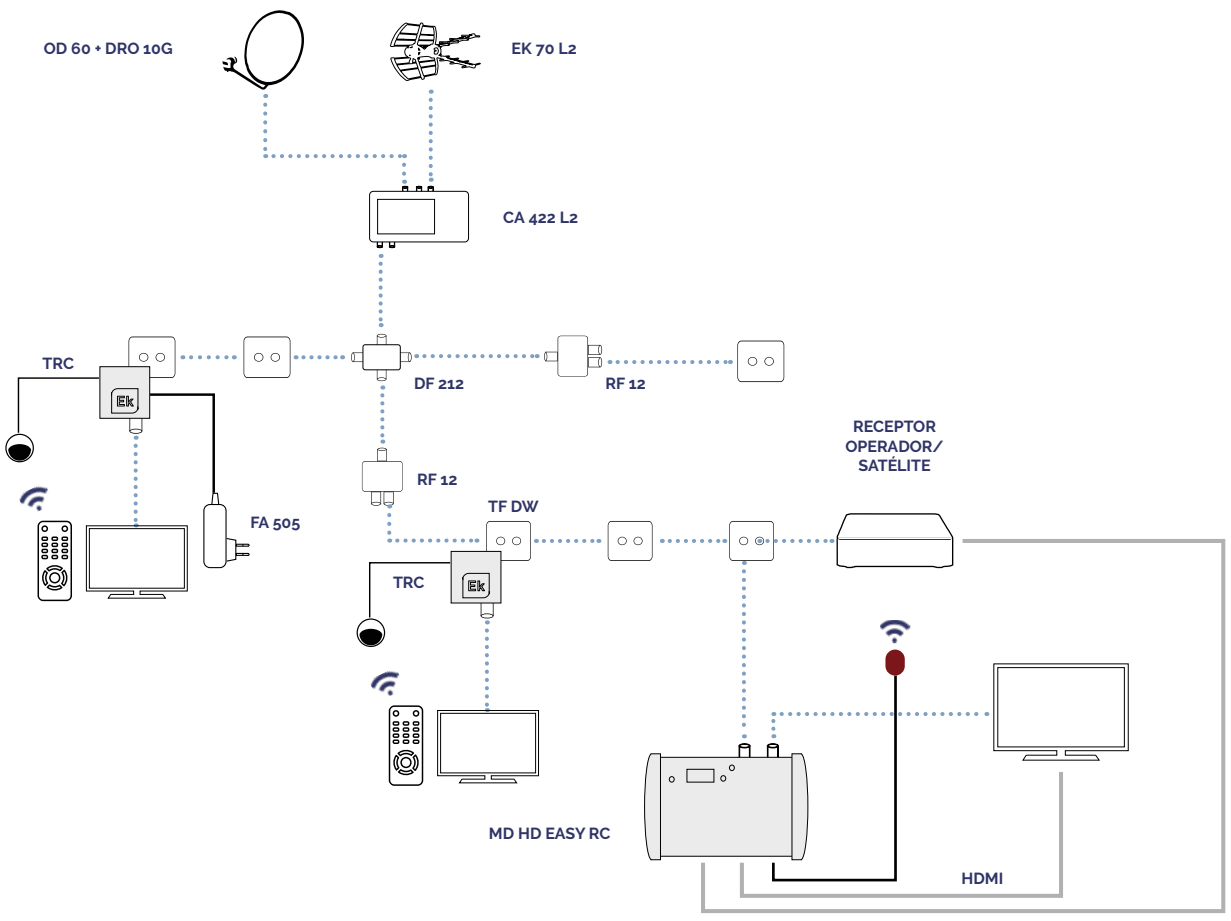 OD 60 + DRO 10G
EK 70 L2
CA 422 L2
TRC
DF 212
RF 12
Ek
RECEPTOR
OPERADOR/
SATÉLITE
RF 12
TF DW
FA 505
TRC
Ek
MD HD EASY RC
HDMI